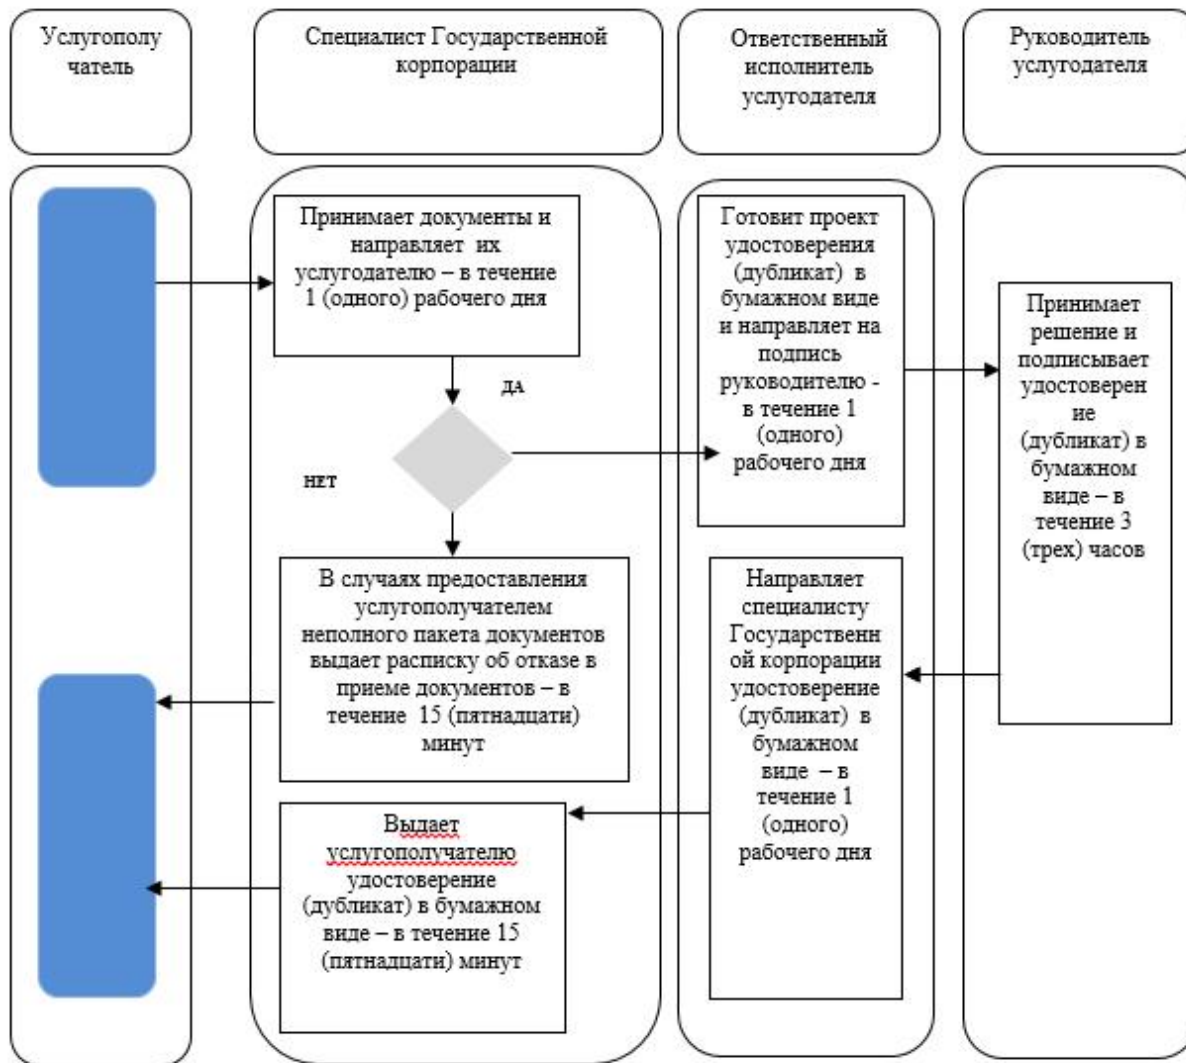 Услугополу
чатель
Специалист Государственной
корпорации
Ответственный
исполнитель
услугодателя
Руководитель
услугодателя
Принимает документы и
направляет их
услугодателю – в течение
1 (одного) рабочего дня
ДА
НЕТ
В случаях предоставления
услугополучателем
неполного пакета документов
выдает расписку об отказе в
приеме документов – в
течение 15 (пятнадцати)
минут
Выдает
услугополучателю
удостоверение
(дубликат) в бумажном
виде – в течение 15
(пятнадцати) минут
Готовит проект
удостоверения
(дубликат) в
бумажном виде
и направляет на
подпись
руководителю -
в течение 1
(одного)
рабочего дня
Направляет
специалисту
Государственн
ой корпорации
удостоверение
(дубликат) в
бумажном
виде – в
течение 1
(одного)
рабочего дня
Принимает
решение и
подписывает
удостоверен
ие
(дубликат) в
бумажном
виде – в
течение 3
(трех) часов